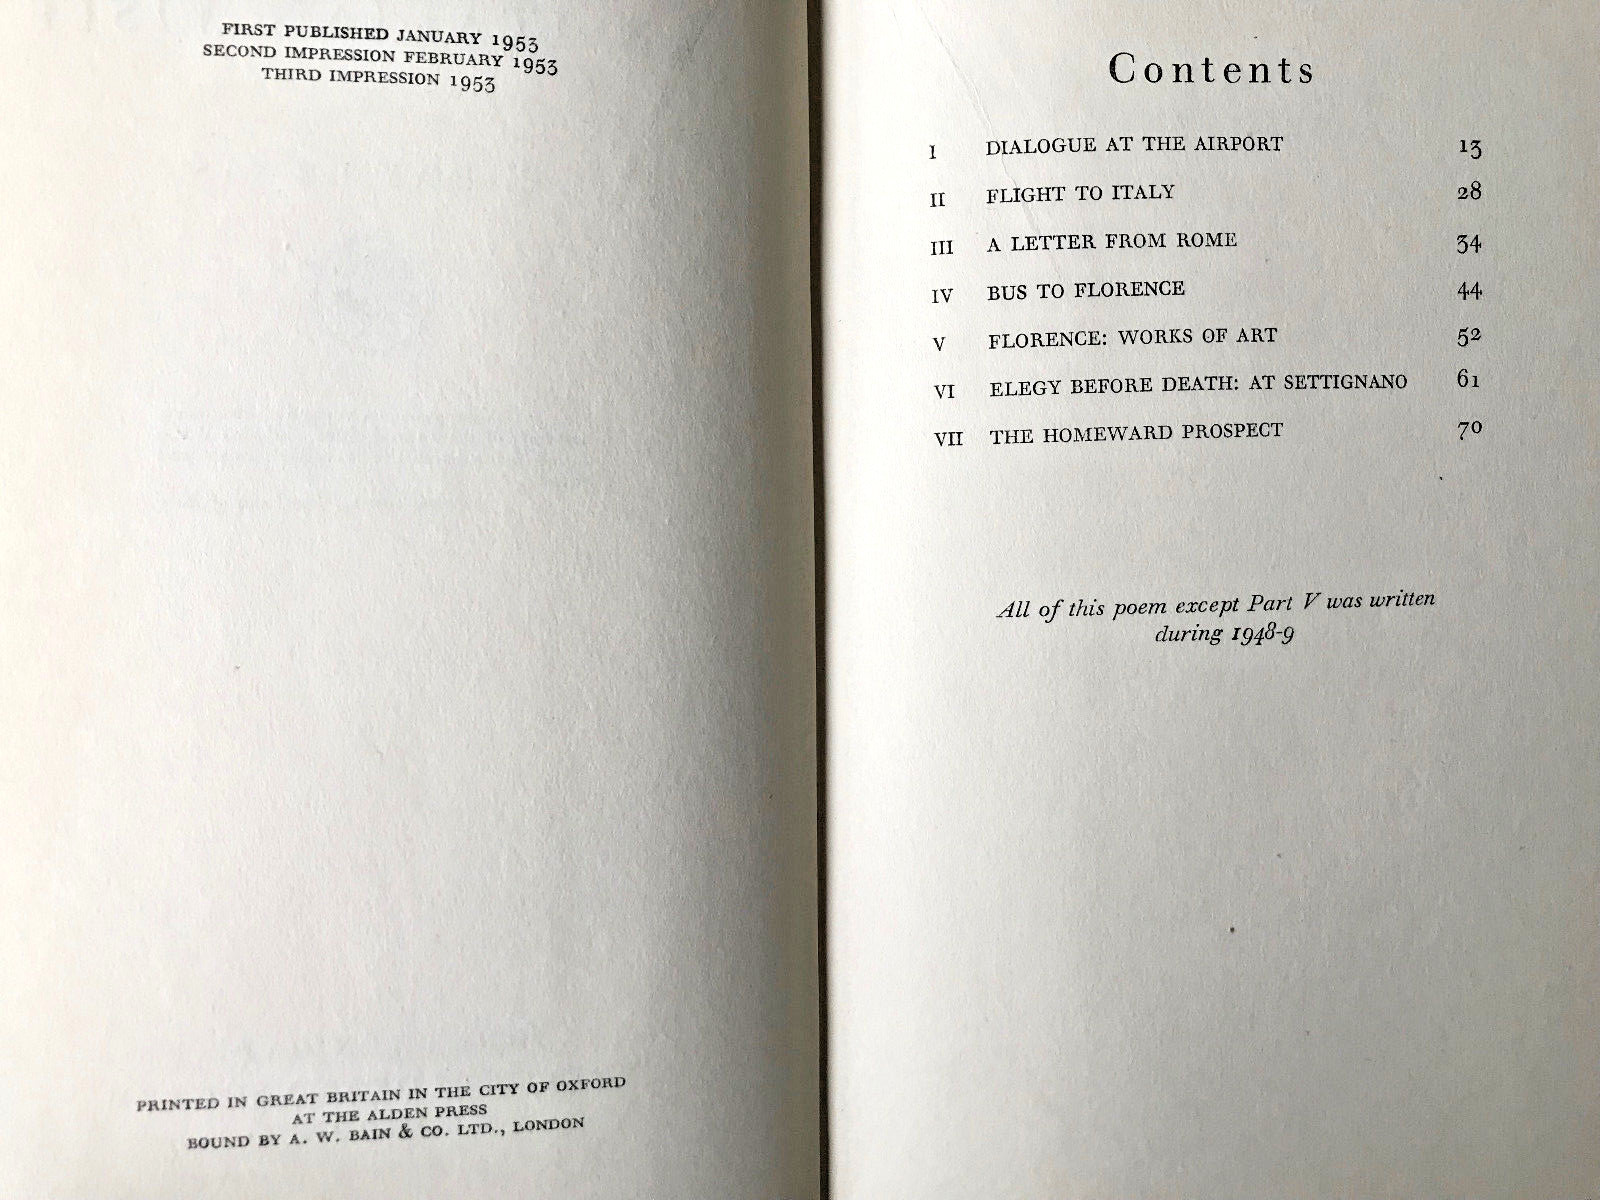 FIRST PUBLISHED JANUARY 1953
SECOND IMPRESSION FEBRUARY 1953
THIRD IMPRESSION 1953
PRINTED IN GREAT BRITAIN IN THE CITY OF OXFORD
AT THE ALDEN PRESS
BOUND BY A. W. BAIN & CO. LTD., LONDON
Contents
I DIALOGUE AT THE AIRPORT 13
II FLIGHT TO ITALY 28
III A LETTER FROM ROME 34
IV BUS TO FLORENCE 44
V FLORENCE: WORKS OF ART 52
VI ELEGY BEFORE DEATH: AT SETTIGNANO 61
VII THE HOMEWARD PROSPECT 70
All of this poem except Part V was written
during 1948-9